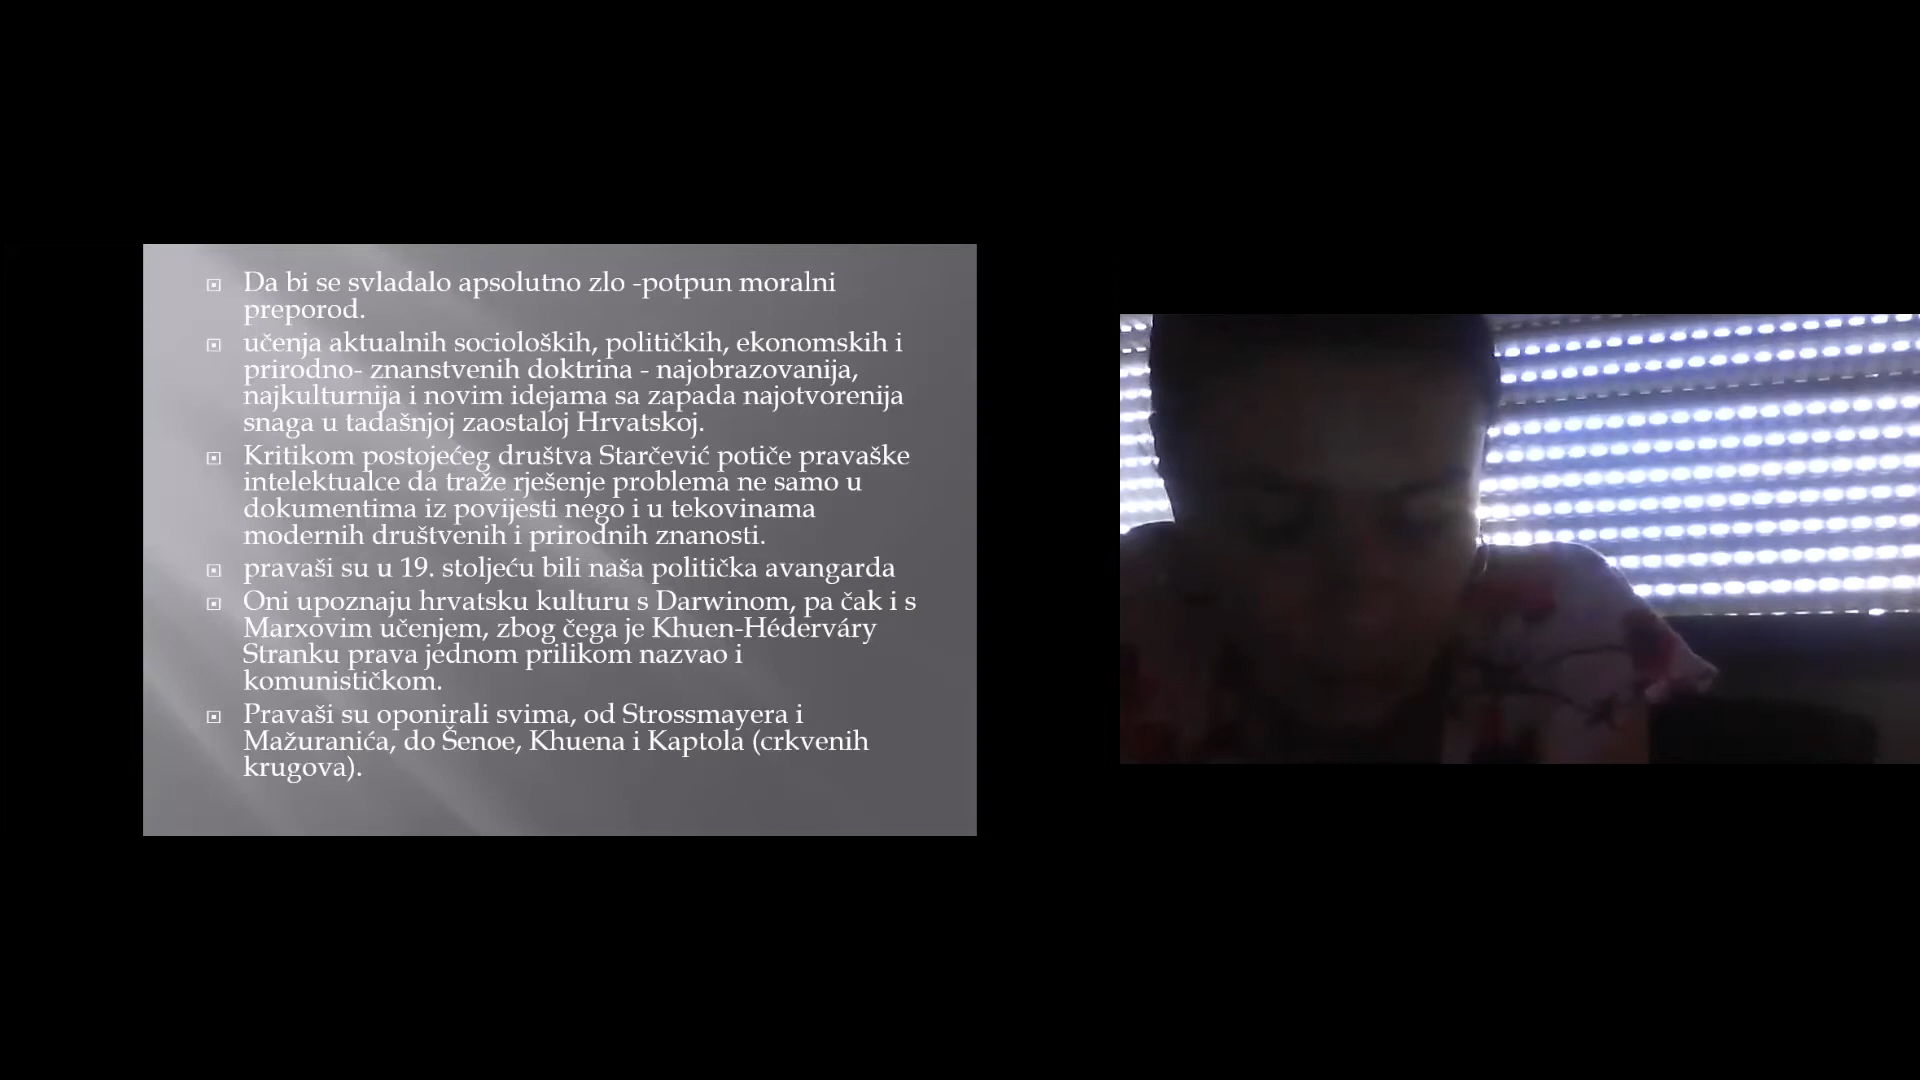 Da bi se svladalo apsolutno zlo -potpun moralni
preporod.
učenja aktualnih socioloških, političkih, ekonomskih i
prirodno- znanstvenih doktrina - najobrazovanija,
najkulturnija i novim idejama sa zapada najotvorenija
snaga u tadašnjoj zaostaloj Hrvatskoj.
Kritikom postojećeg društva Starčević potiče pravaške
intelektualce da traže rješenje problema ne samo u
dokumentima iz povijesti nego i u tekovinama
modernih društvenih i prirodnih znanosti.
pravaši su u 19. stoljeću bili naša politička avangarda
Oni upoznaju hrvatsku kulturu s Darwinom, pa čak i s
Marxovim učenjem, zbog čega je Khuen-Héderváry
Stranku prava jednom prilikom nazvao i
komunističkom.
Pravaši su oponirali svima, od Strossmayera i
Mažuranića, do Šenoe, Khuena i Kaptola (crkvenih
krugova).